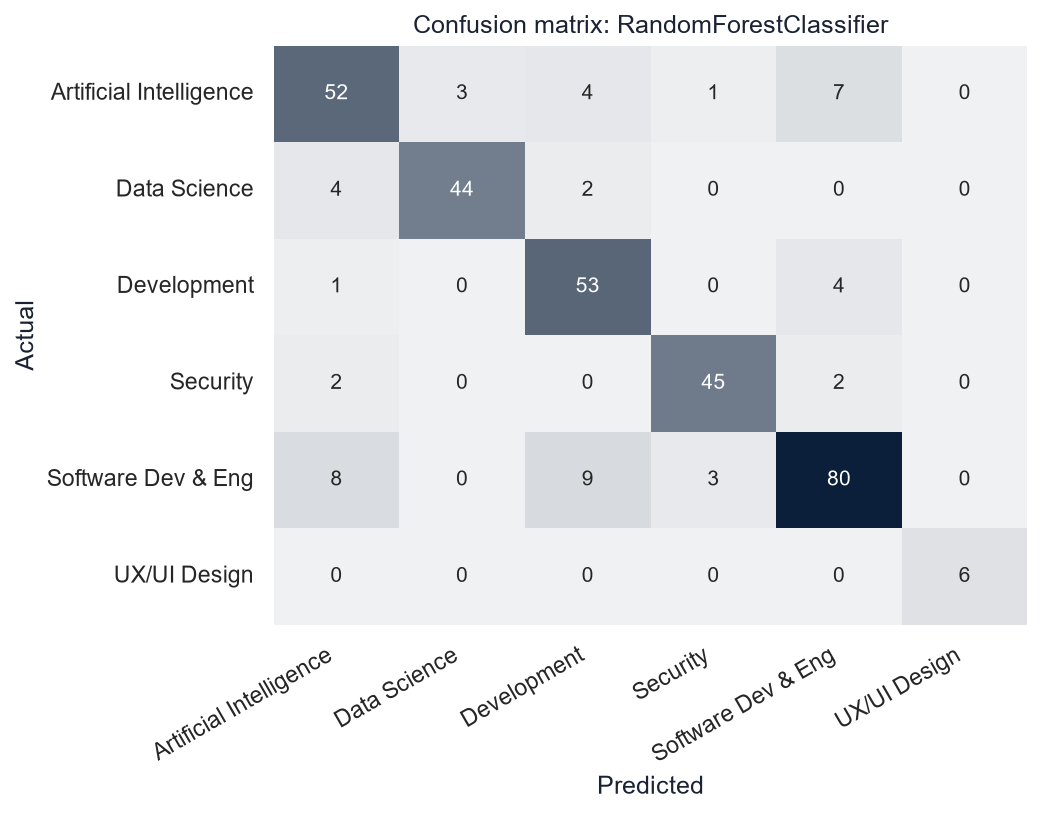 Confusion matrix: RandomForestClassifier
Artificial Intelligence 52 3 4 1 7 0
Data Science 4 44 2 0 0 0
Development 1 0 53 0 4 0
Security 2 0 0 45 2 0
Software Dev & Eng 8 0 9 3 80 0
UX/UI Design 0 0 0 0 0 6
Actual
Artificial Intelligence Data Science Development Security Software Dev & Eng UX/UI Design
Predicted